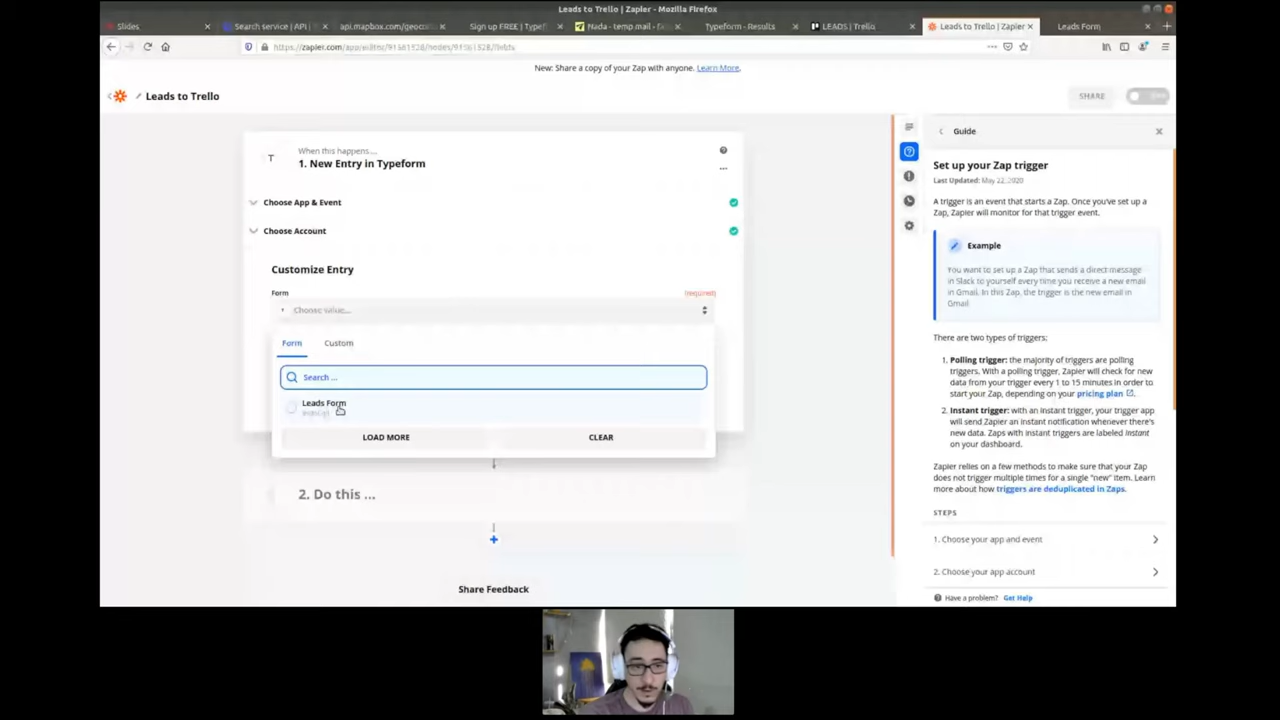 Leads to Trello | Zapier - Mozilla Firefox
Slides
Search service | API |
api.mapbox.com/geocod
Sign up FREE | Typef
Nada - temp mail -
Typeform - Results
LEADS | Trello
Leads to Trello | Zapier
Leads Form
New: Share a copy of your Zap with anyone. Learn More.
Leads to Trello
SHARE
When this happens...
1. New Entry in Typeform
Choose App & Event
Choose Account
Customize Entry
Form
(required)
Choose value...
Form
Custom
Search ...
Leads Form
LOAD MORE
CLEAR
2. Do this ...
Share Feedback
Guide
Set up your Zap trigger
Last Updated: May 22, 2020
A trigger is an event that starts a Zap. Once you've set up a
Zap, Zapier will monitor for that trigger event.
Example
You want to set up a Zap that sends a direct message
in Slack to yourself every time you receive a new email
in Gmail. In this Zap, the trigger is the new email in
Gmail.
There are two types of triggers:
1. Polling trigger: the majority of triggers are polling
triggers. With a polling trigger, Zapier will check for new
data from your trigger every 1 to 15 minutes in order to
start your Zap, depending on your pricing plan.
2. Instant trigger: with an instant trigger, your trigger app
will send Zapier an instant notification whenever there's
new data. Zaps with instant triggers are labeled Instant
on your dashboard.
Zapier relies on a few methods to make sure that your Zap
does not trigger multiple times for a single "new" item. Learn
more about how triggers are deduplicated in Zaps.
STEPS
1. Choose your app and event
2. Choose your app account
Have a problem? Get Help